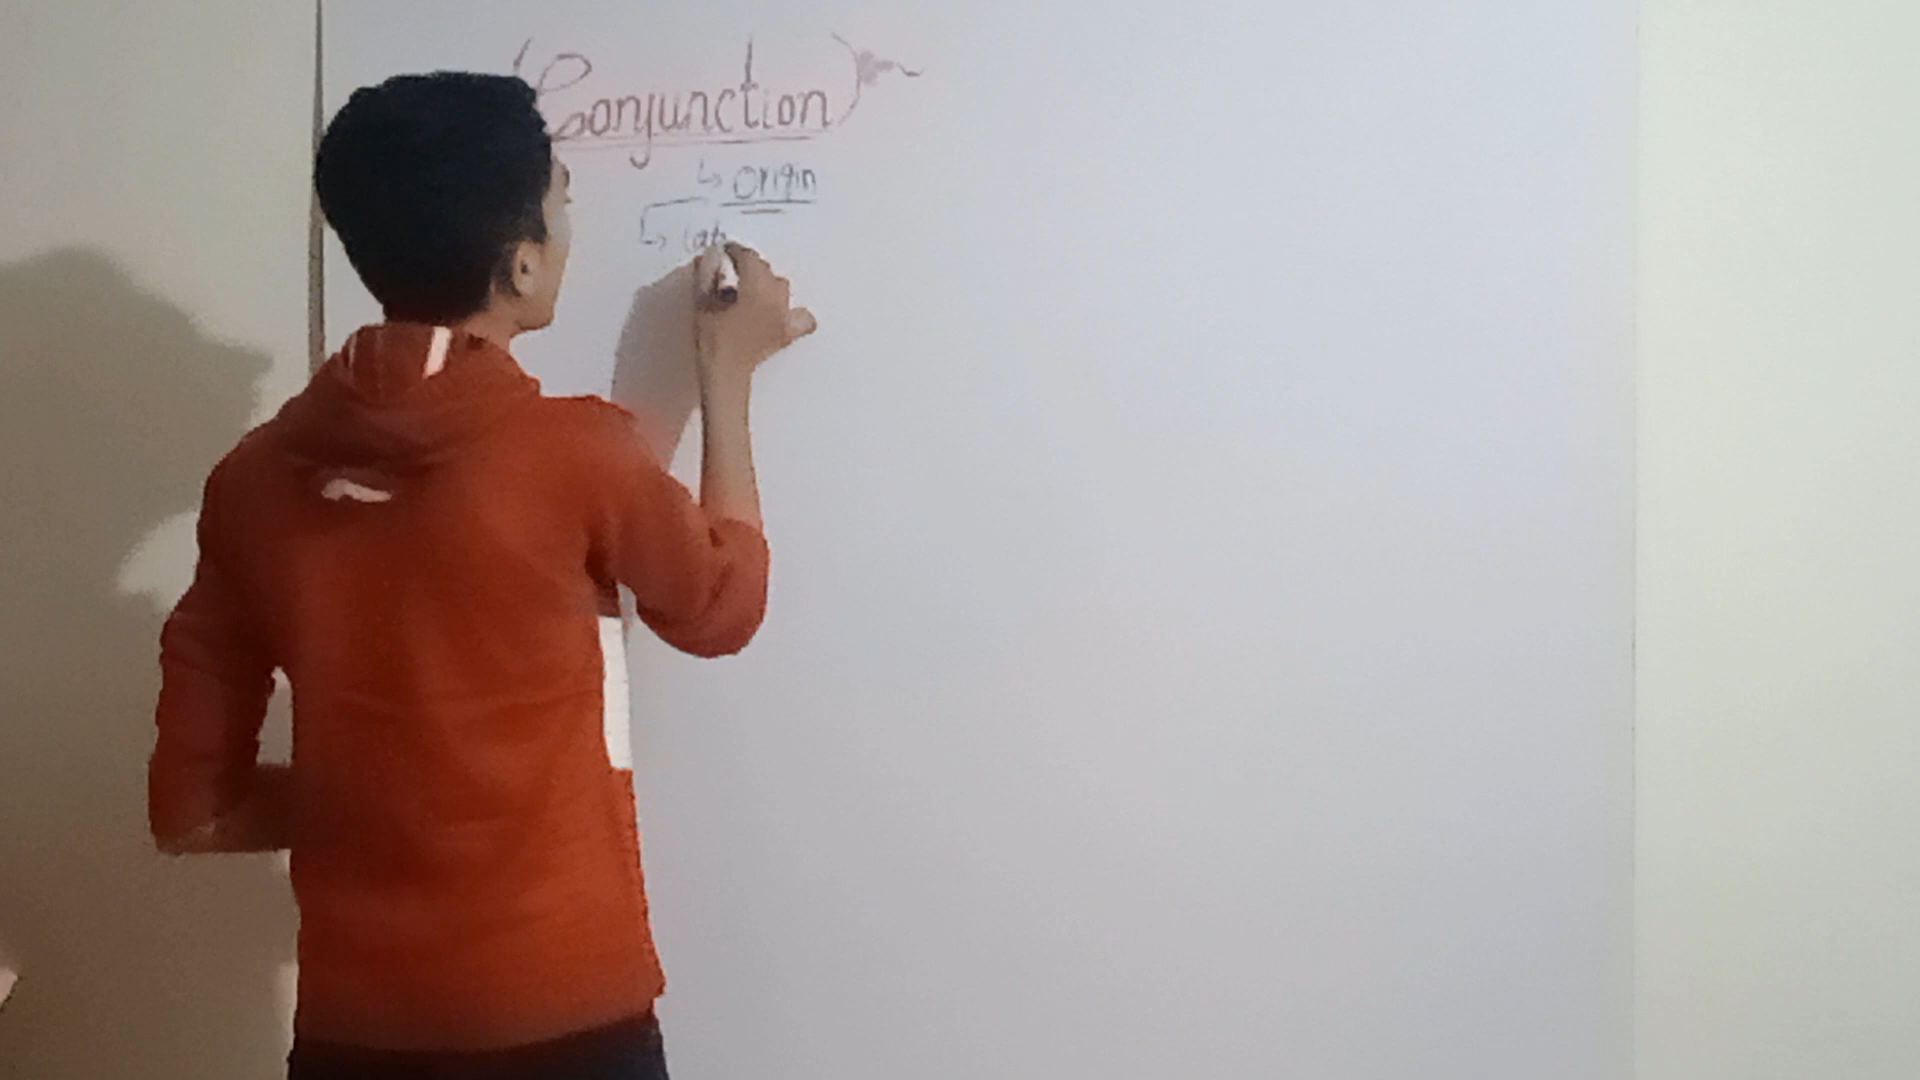 (Conjunction)
↳ Origin
↳ Lat